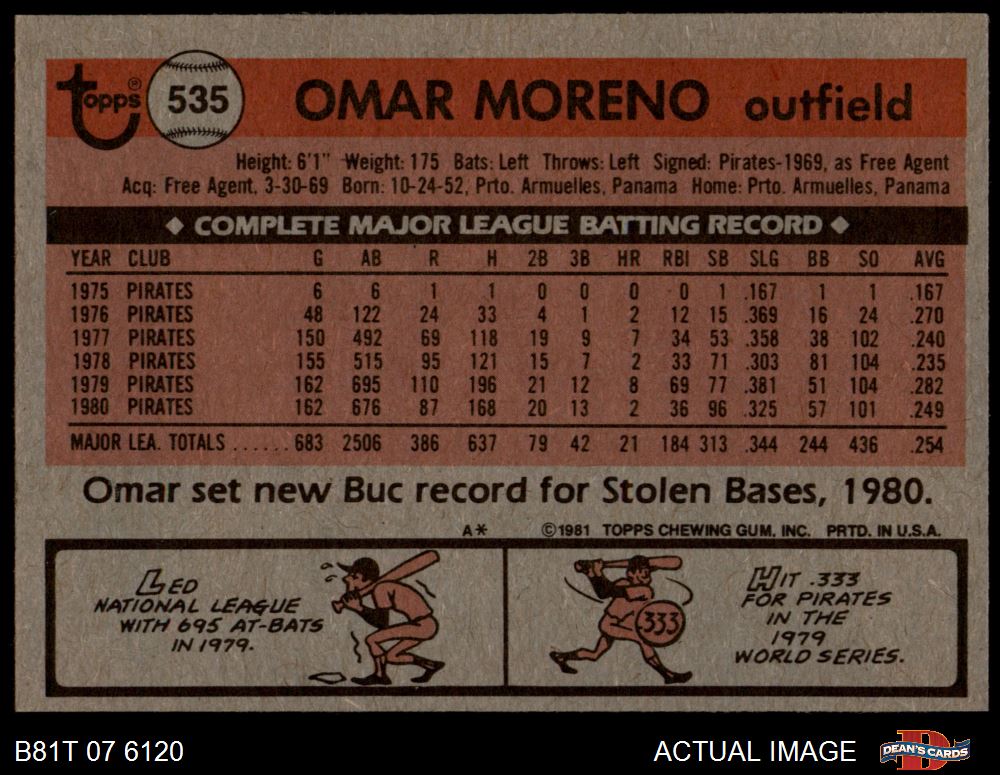 Topps ® 535 OMAR MORENO outfield
Height: 6'1" Weight: 175 Bats: Left Throws: Left Signed: Pirates-1969, as Free Agent
Acq: Free Agent, 3-30-69 Born: 10-24-52, Prto. Armuelles, Panama Home: Prto. Armuelles, Panama
◆ COMPLETE MAJOR LEAGUE BATTING RECORD ◆
YEAR CLUB G AB R H 2B 3B HR RBI SB SLG BB SO AVG
1975 PIRATES 6 6 1 1 0 0 0 0 1 .167 1 1 .167
1976 PIRATES 48 122 24 33 4 1 2 12 15 .369 16 24 .270
1977 PIRATES 150 492 69 118 19 9 7 34 53 .358 38 102 .240
1978 PIRATES 155 515 95 121 15 7 2 33 71 .303 81 104 .235
1979 PIRATES 162 695 110 196 21 12 8 69 77 .381 51 104 .282
1980 PIRATES 162 676 87 168 20 13 2 36 96 .325 57 101 .249
MAJOR LEA. TOTALS ...... 683 2506 386 637 79 42 21 184 313 .344 244 436 .254
Omar set new Buc record for Stolen Bases, 1980.
A* ©1981 TOPPS CHEWING GUM, INC. PRTD. IN U.S.A.
LED
NATIONAL LEAGUE
WITH 695 AT-BATS
IN 1979.
333
HIT .333
FOR PIRATES
IN THE
1979
WORLD SERIES.
B81T 07 6120 ACTUAL IMAGE D DEAN'S CARDS